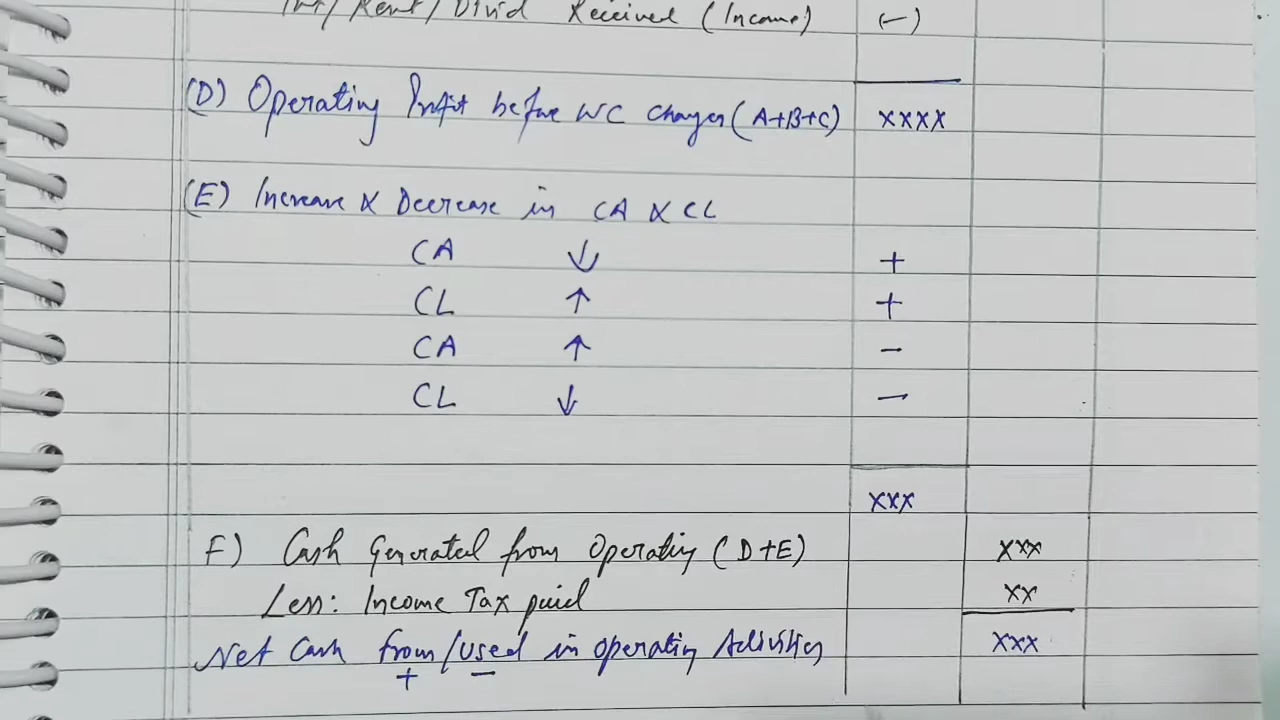 Int/Rent/Divid Received (Income) (-)
(D) Operating Profit before WC changes (A+B+C) xxxx
(E) Increase & Decrease in CA & CL
CA ↓ +
CL ↑ +
CA ↑ -
CL ↓ -
xxx
F) Cash Generated from Operating (D+E) xxx
Less: Income Tax paid xx
Net Cash from/used in operating Activities xxx
+ -